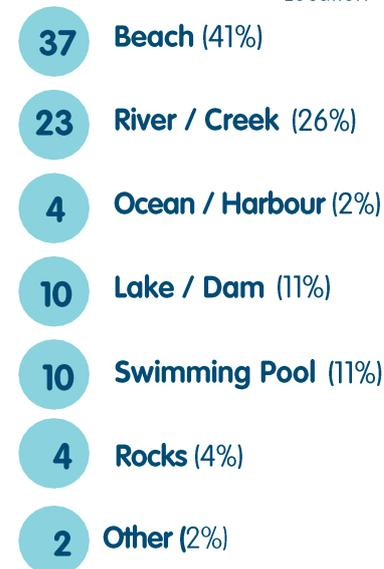 37 Beach (41%)
23 River / Creek (26%)
4 Ocean / Harbour (2%)
10 Lake / Dam (11%)
10 Swimming Pool (11%)
4 Rocks (4%)
2 Other (2%)